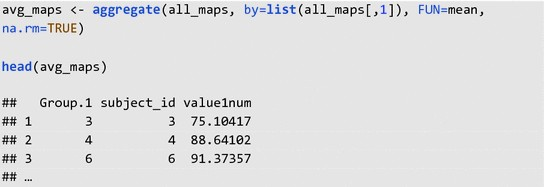 avg_maps <- aggregate(all_maps, by=list(all_maps[,1]), FUN=mean,
na.rm=TRUE)
head(avg_maps)
##   Group.1 subject_id value1num
## 1       3          3  75.10417
## 2       4          4  88.64102
## 3       6          6  91.37357
## …